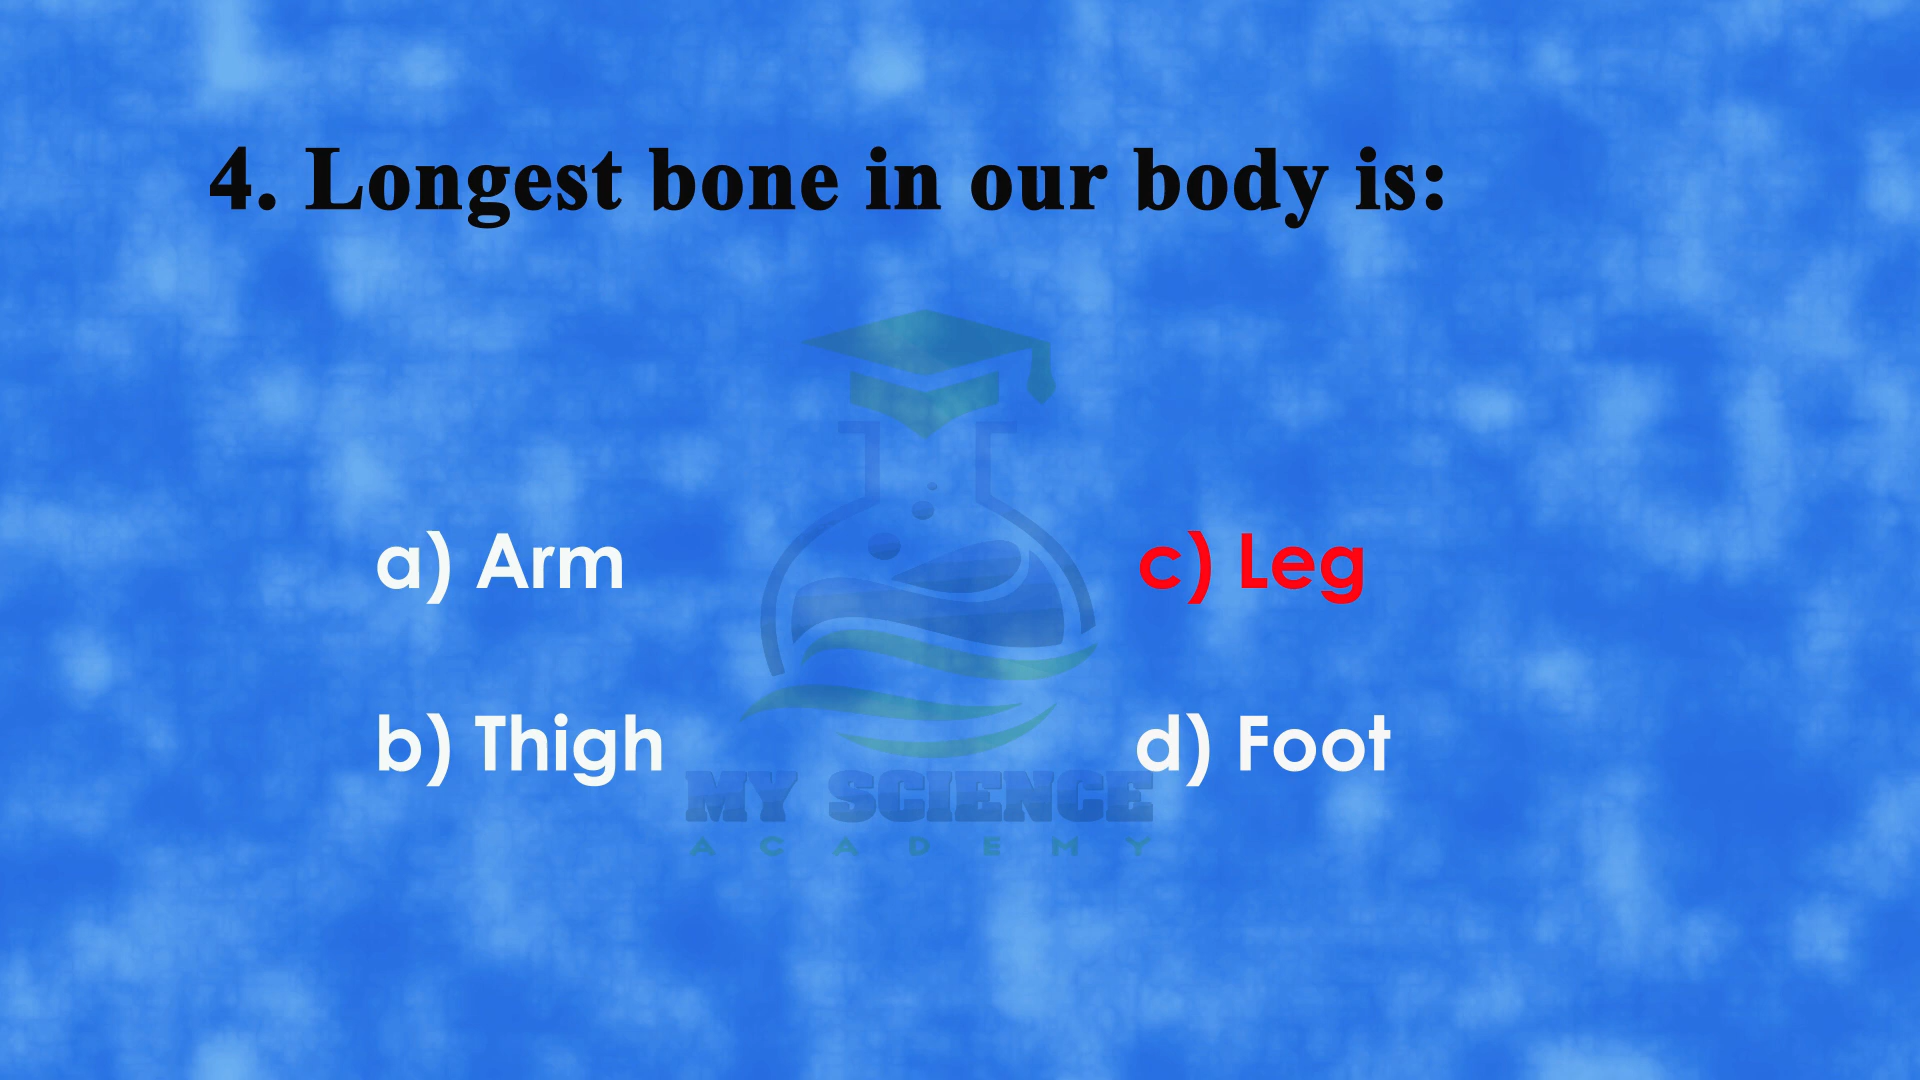 4. Longest bone in our body is:
a) Arm
c) Leg
b) Thigh
d) Foot
MY SCIENCE
ACADEMY